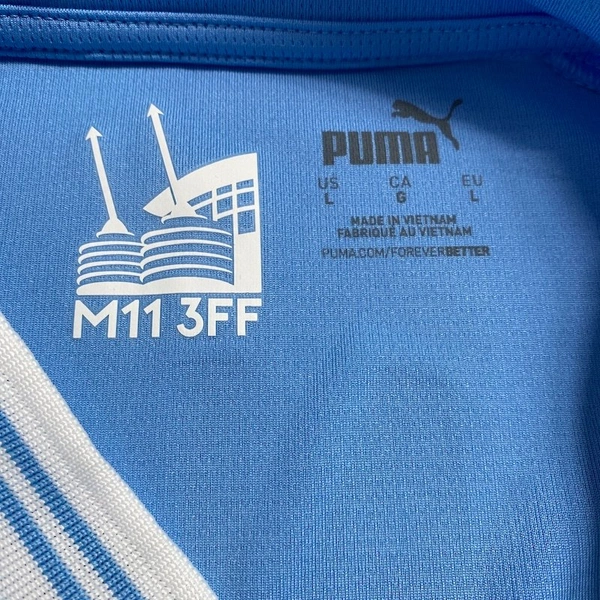 M11 3FF
PUMA
US CA EU
L G L
MADE IN VIETNAM
FABRIQUÉ AU VIETNAM
PUMA.COM/FOREVERBETTER